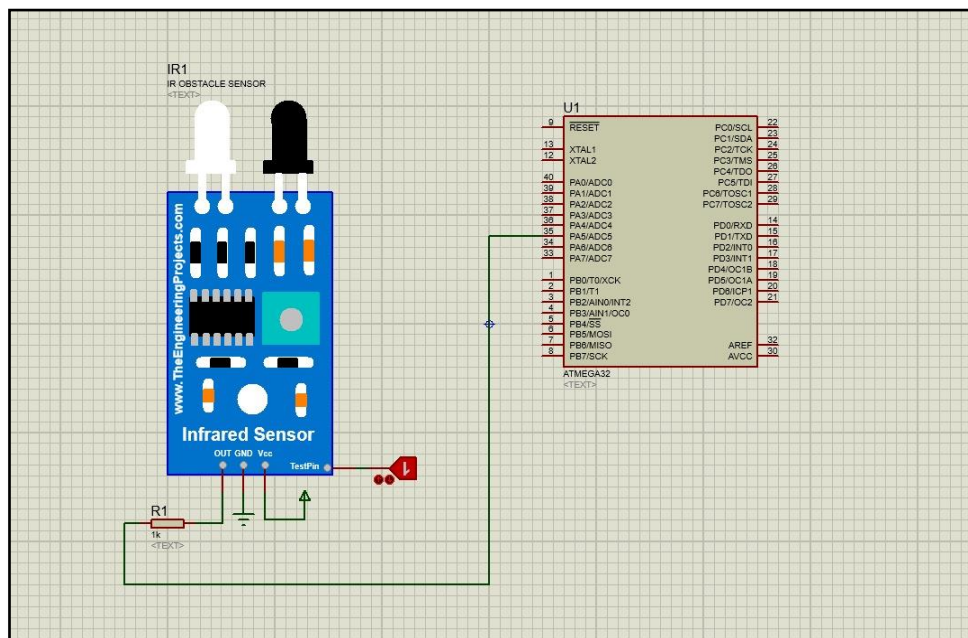 IR1
IR OBSTACLE SENSOR
<TEXT>
www.TheEngineeringProjects.com
Infrared Sensor
OUT GND Vcc
TestPin
1
R1
1k
<TEXT>
U1
9 RESET
13 XTAL1
12 XTAL2
40 PA0/ADC0
39 PA1/ADC1
38 PA2/ADC2
37 PA3/ADC3
36 PA4/ADC4
35 PA5/ADC5
34 PA6/ADC6
33 PA7/ADC7
1 PB0/T0/XCK
2 PB1/T1
3 PB2/AIN0/INT2
4 PB3/AIN1/OC0
5 PB4/SS
6 PB5/MOSI
7 PB6/MISO
8 PB7/SCK
PC0/SCL 22
PC1/SDA 23
PC2/TCK 24
PC3/TMS 25
PC4/TDO 26
PC5/TDI 27
PC6/TOSC1 28
PC7/TOSC2 29
PD0/RXD 14
PD1/TXD 15
PD2/INT0 16
PD3/INT1 17
PD4/OC1B 18
PD5/OC1A 19
PD6/ICP1 20
PD7/OC2 21
AREF 32
AVCC 30
ATMEGA32
<TEXT>